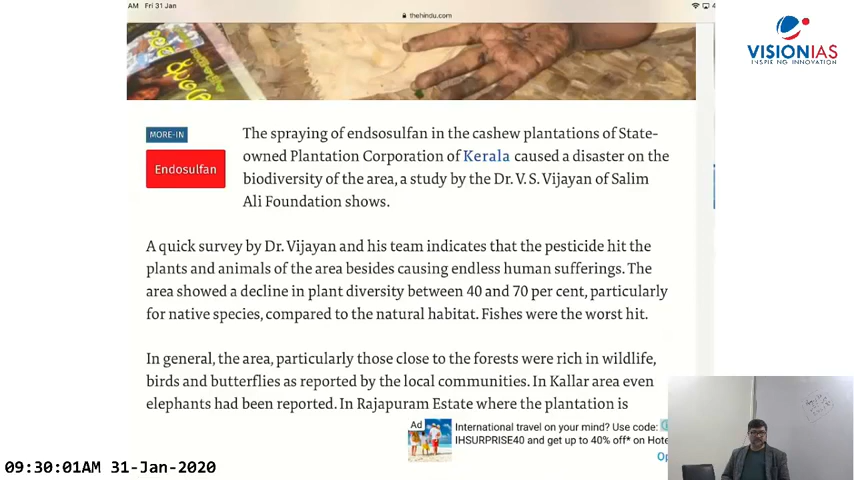 AM Fri 31 Jan
thehindu.com
VISIONIAS
INSPIRING INNOVATION
MORE-IN
Endosulfan
The spraying of endsosulfan in the cashew plantations of State-
owned Plantation Corporation of Kerala caused a disaster on the
biodiversity of the area, a study by the Dr. V. S. Vijayan of Salim
Ali Foundation shows.
A quick survey by Dr. Vijayan and his team indicates that the pesticide hit the
plants and animals of the area besides causing endless human sufferings. The
area showed a decline in plant diversity between 40 and 70 per cent, particularly
for native species, compared to the natural habitat. Fishes were the worst hit.
In general, the area, particularly those close to the forests were rich in wildlife,
birds and butterflies as reported by the local communities. In Kallar area even
elephants had been reported. In Rajapuram Estate where the plantation is
Ad
International travel on your mind? Use code:
IHSURPRISE40 and get up to 40% off* on Hote
Op
09:30:01AM 31-Jan-2020